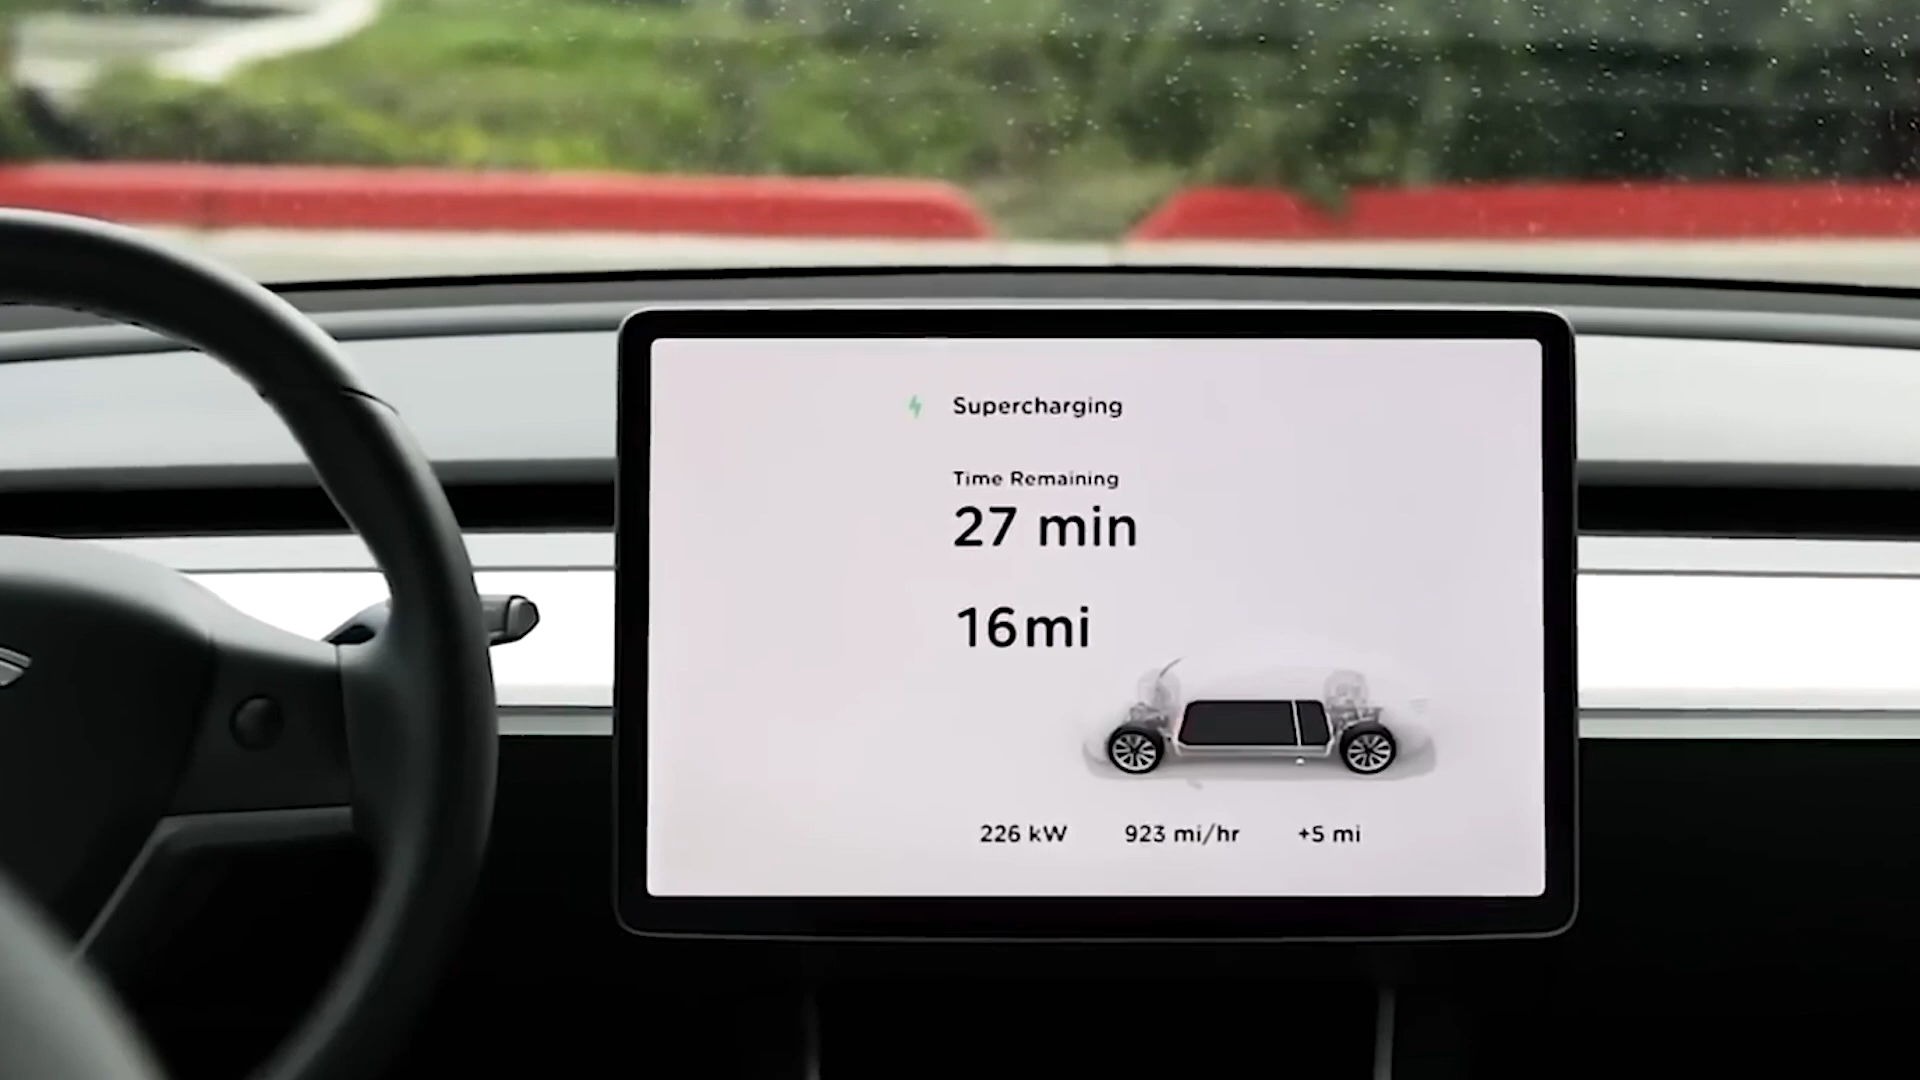 Supercharging
Time Remaining
27 min
16mi
226 kW 923 mi/hr +5 mi